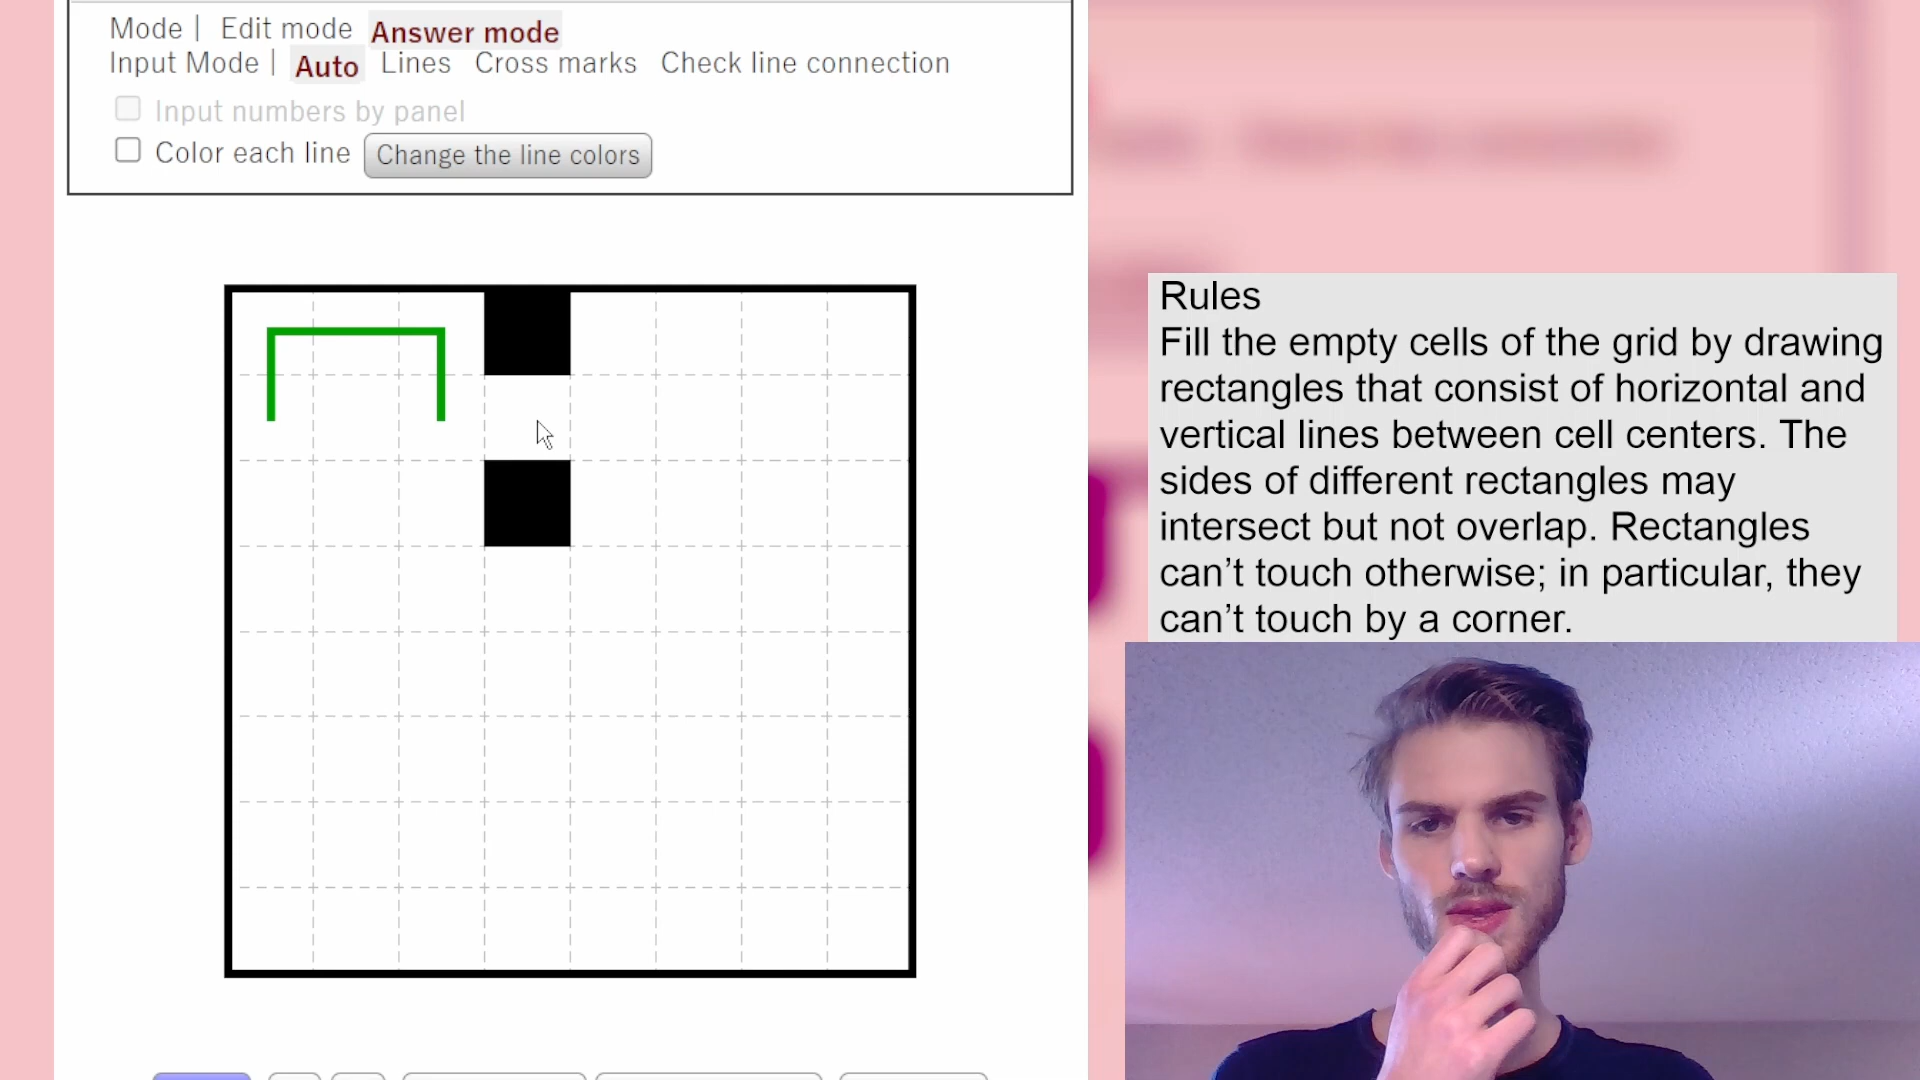 Mode | Edit mode Answer mode
Input Mode | Auto Lines Cross marks Check line connection
Input numbers by panel
Color each line Change the line colors
Rules
Fill the empty cells of the grid by drawing
rectangles that consist of horizontal and
vertical lines between cell centers. The
sides of different rectangles may
intersect but not overlap. Rectangles
can’t touch otherwise; in particular, they
can’t touch by a corner.